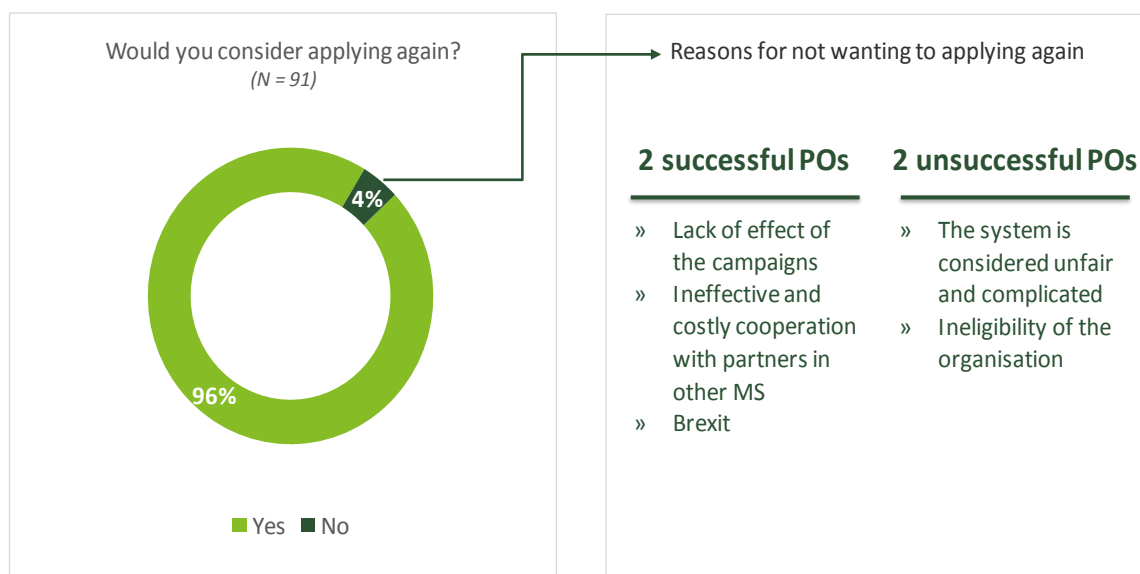 Would you consider applying again?
(N = 91)
4%
96%
Yes No
Reasons for not wanting to applying again
2 successful POs
» Lack of effect of
the campaigns
» Ineffective and
costly cooperation
with partners in
other MS
» Brexit
2 unsuccessful POs
» The system is
considered unfair
and complicated
» Ineligibility of the
organisation